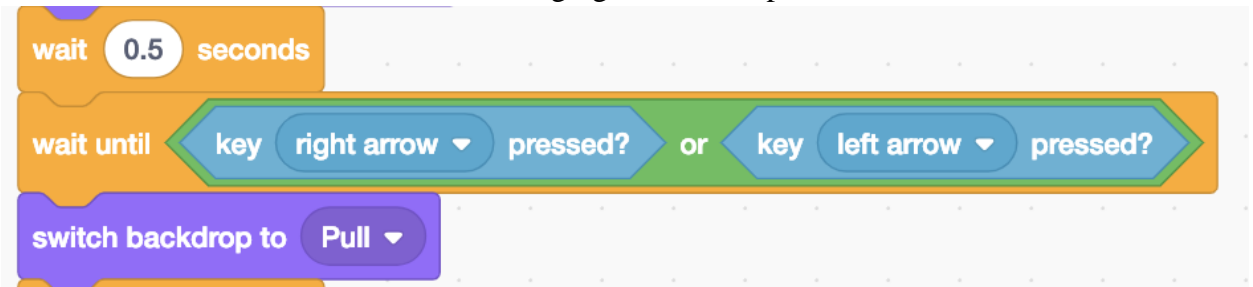 wait 0.5 seconds
wait until key right arrow pressed? or key left arrow pressed?
switch backdrop to Pull